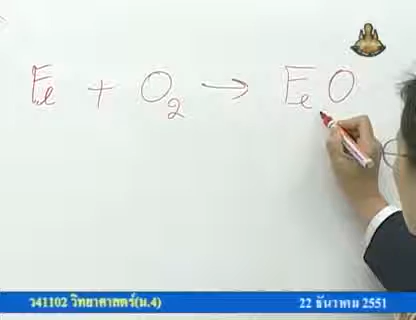 Fe + O₂ → FeO
ว41102 วิทยาศาสตร์(ม.4) 22 ธันวาคม 2551